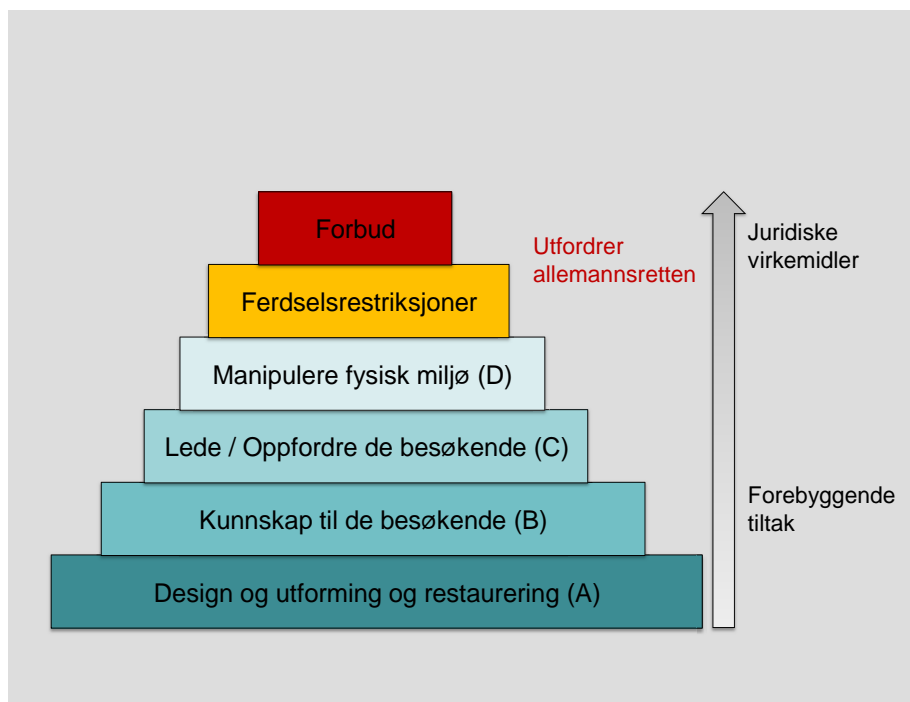 Forbud
Utfordrer
allemannsretten
Juridiske
virkemidler
Ferdselsrestriksjoner
Manipulere fysisk miljø (D)
Lede / Oppfordre de besøkende (C)
Kunnskap til de besøkende (B)
Forebyggende
tiltak
Design og utforming og restaurering (A)